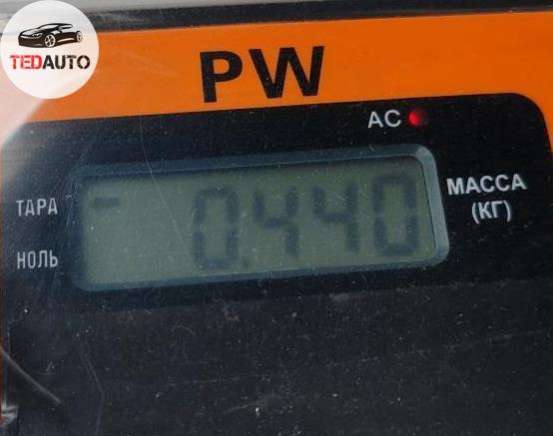 TEDAUTO
PW
AC
ТАРА
0.440
МАССА
(КГ)
НОЛЬ